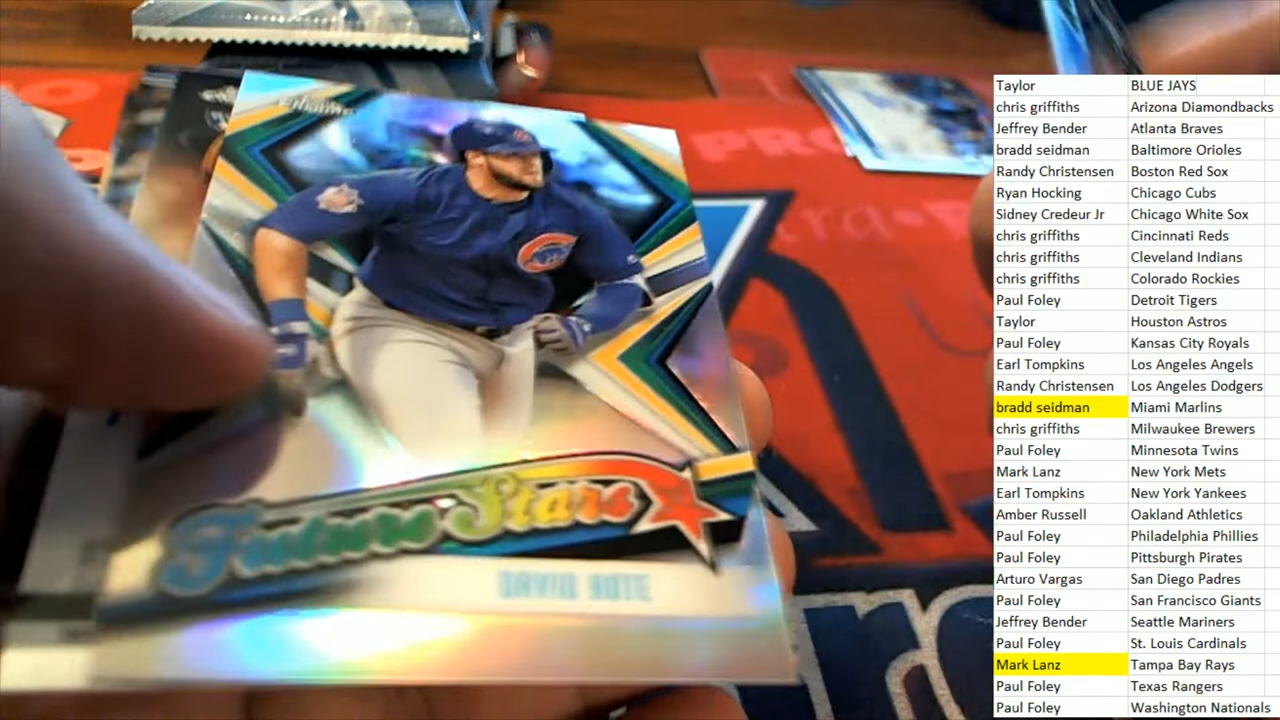 Chrome
Future Stars
DAVID BOTE
PRO
ra-P
Taylor BLUE JAYS
chris griffiths Arizona Diamondbacks
Jeffrey Bender Atlanta Braves
bradd seidman Baltimore Orioles
Randy Christensen Boston Red Sox
Ryan Hocking Chicago Cubs
Sidney Credeur Jr Chicago White Sox
chris griffiths Cincinnati Reds
chris griffiths Cleveland Indians
chris griffiths Colorado Rockies
Paul Foley Detroit Tigers
Taylor Houston Astros
Paul Foley Kansas City Royals
Earl Tompkins Los Angeles Angels
Randy Christensen Los Angeles Dodgers
bradd seidman Miami Marlins
chris griffiths Milwaukee Brewers
Paul Foley Minnesota Twins
Mark Lanz New York Mets
Earl Tompkins New York Yankees
Amber Russell Oakland Athletics
Paul Foley Philadelphia Phillies
Paul Foley Pittsburgh Pirates
Arturo Vargas San Diego Padres
Paul Foley San Francisco Giants
Jeffrey Bender Seattle Mariners
Paul Foley St. Louis Cardinals
Mark Lanz Tampa Bay Rays
Paul Foley Texas Rangers
Paul Foley Washington Nationals